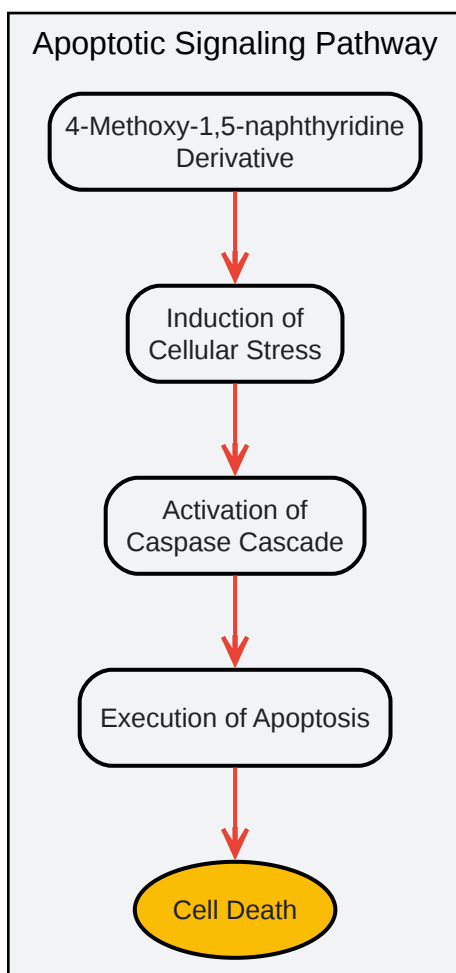 Apoptotic Signaling Pathway
4-Methoxy-1,5-naphthyridine
Derivative
Induction of
Cellular Stress
Activation of
Caspase Cascade
Execution of Apoptosis
Cell Death